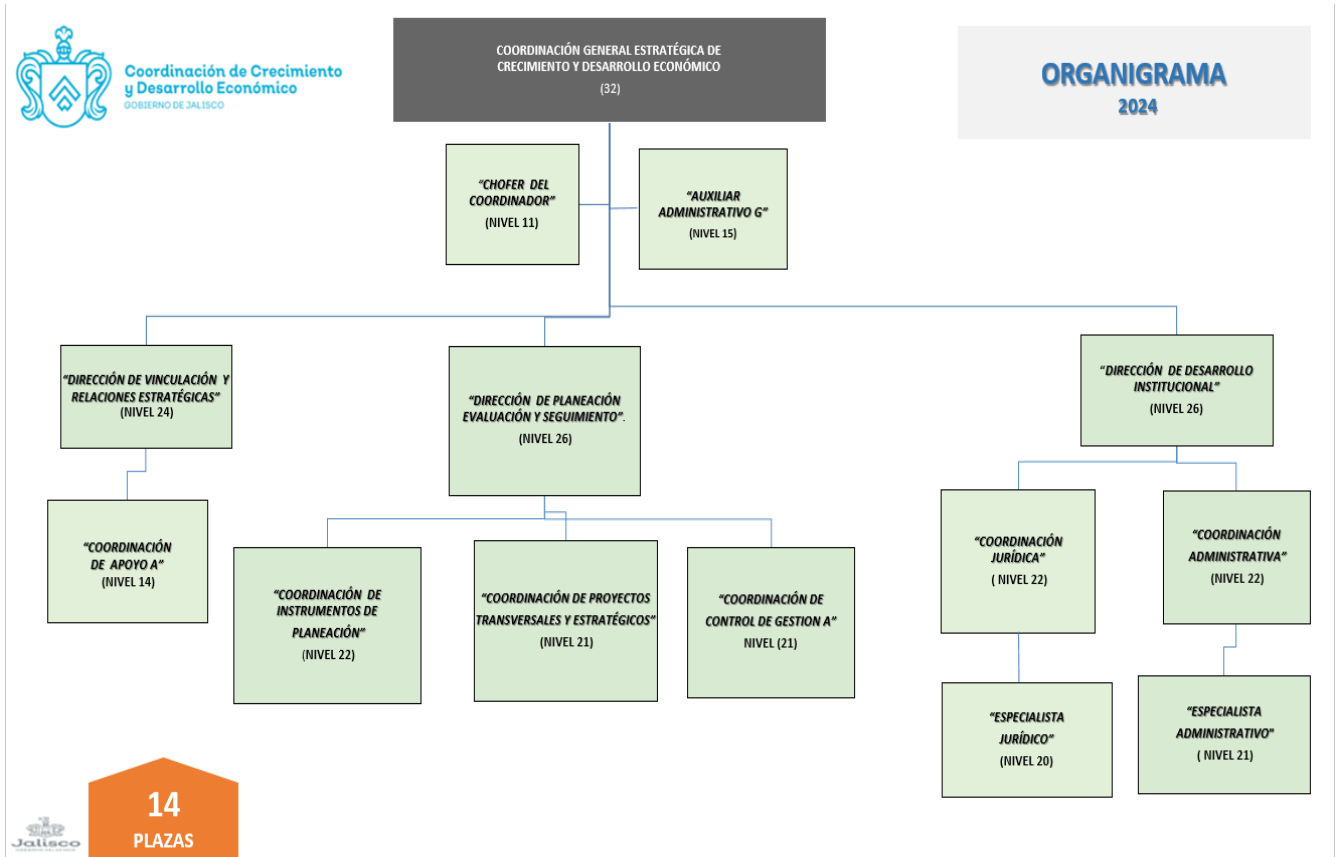 Coordinación de Crecimiento
y Desarrollo Económico
GOBIERNO DE JALISCO
COORDINACIÓN GENERAL ESTRATÉGICA DE
CRECIMIENTO Y DESARROLLO ECONÓMICO
(32)
ORGANIGRAMA
2024
“CHOFER DEL
COORDINADOR”
(NIVEL 11)
“AUXILIAR
ADMINISTRATIVO G”
(NIVEL 15)
“DIRECCIÓN DE VINCULACIÓN Y
RELACIONES ESTRATÉGICAS”
(NIVEL 24)
“DIRECCIÓN DE PLANEACIÓN
EVALUACIÓN Y SEGUIMIENTO”.
(NIVEL 26)
“DIRECCIÓN DE DESARROLLO
INSTITUCIONAL”
(NIVEL 26)
“COORDINACIÓN
DE APOYO A”
(NIVEL 14)
“COORDINACIÓN DE
INSTRUMENTOS DE
PLANEACIÓN”
(NIVEL 22)
“COORDINACIÓN DE PROYECTOS
TRANSVERSALES Y ESTRATÉGICOS”
(NIVEL 21)
“COORDINACIÓN DE
CONTROL DE GESTION A”
NIVEL (21)
“COORDINACIÓN
JURÍDICA”
( NIVEL 22)
“COORDINACIÓN
ADMINISTRATIVA”
(NIVEL 22)
“ESPECIALISTA
JURÍDICO”
(NIVEL 20)
“ESPECIALISTA
ADMINISTRATIVO”
( NIVEL 21)
14
PLAZAS
Jalisco